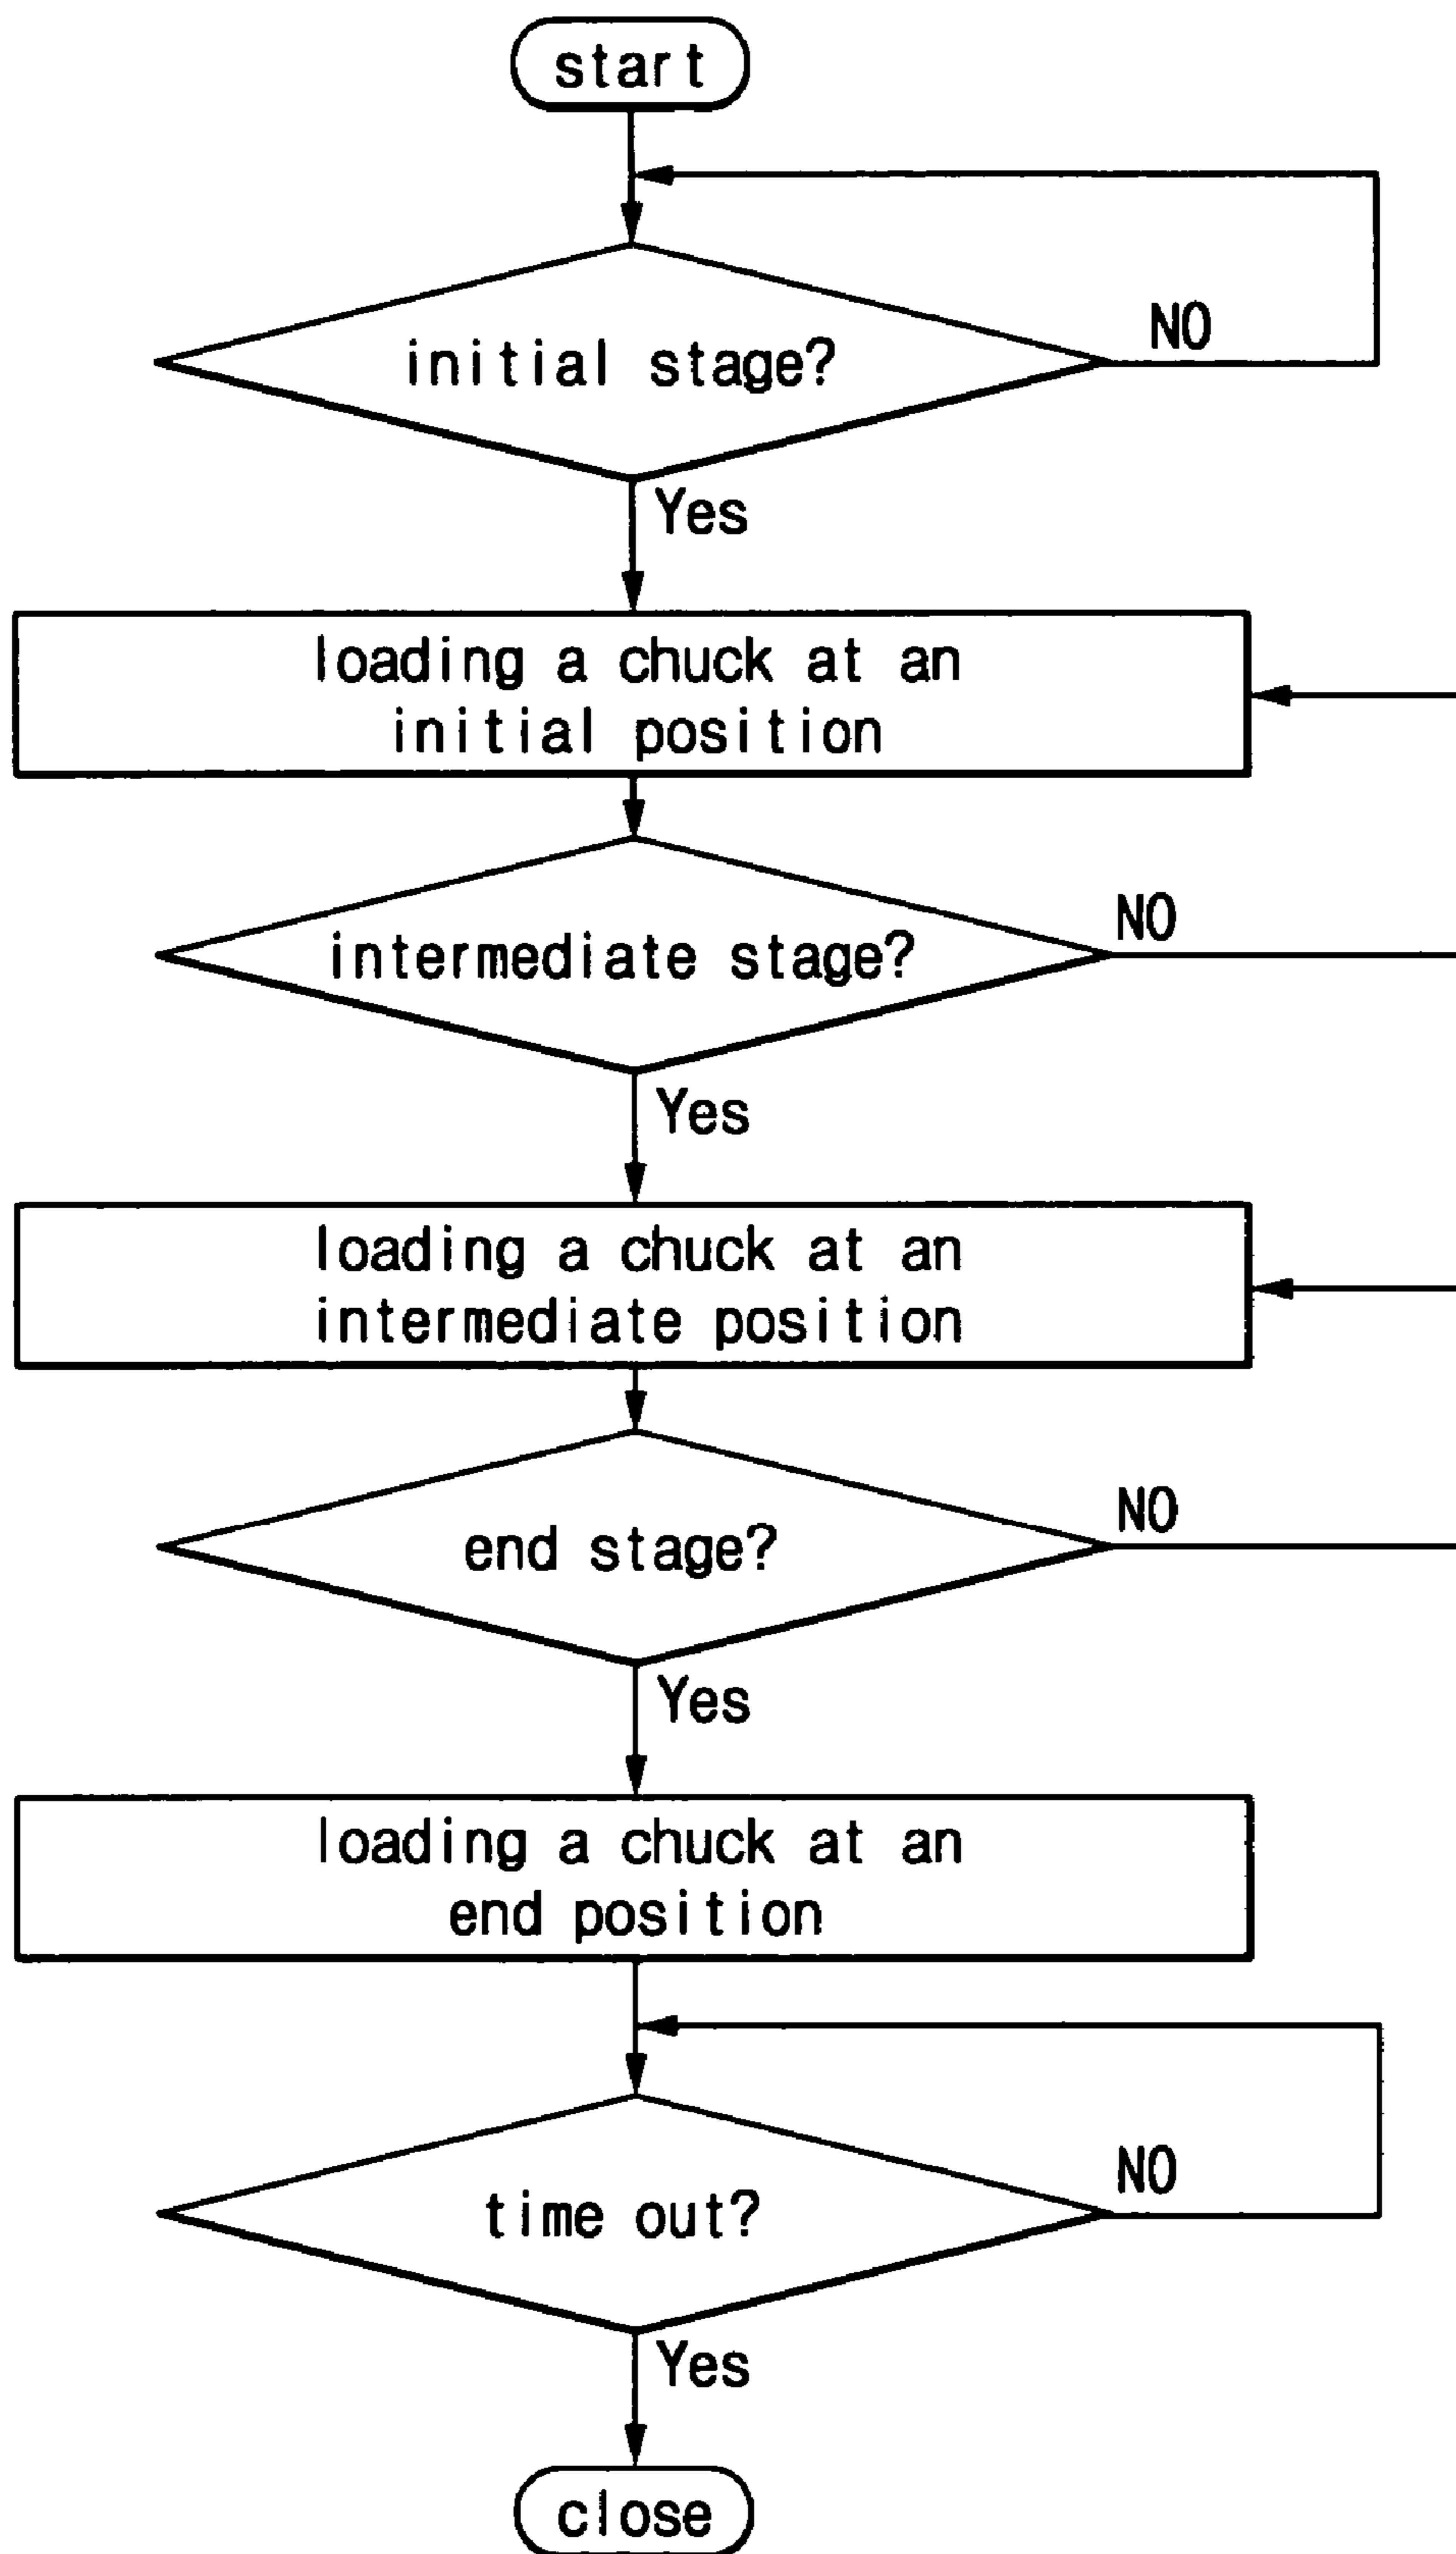 start
initial stage?
NO
Yes
loading a chuck at an
initial position
intermediate stage?
NO
Yes
loading a chuck at an
intermediate position
end stage?
NO
Yes
loading a chuck at an
end position
time out?
NO
Yes
close